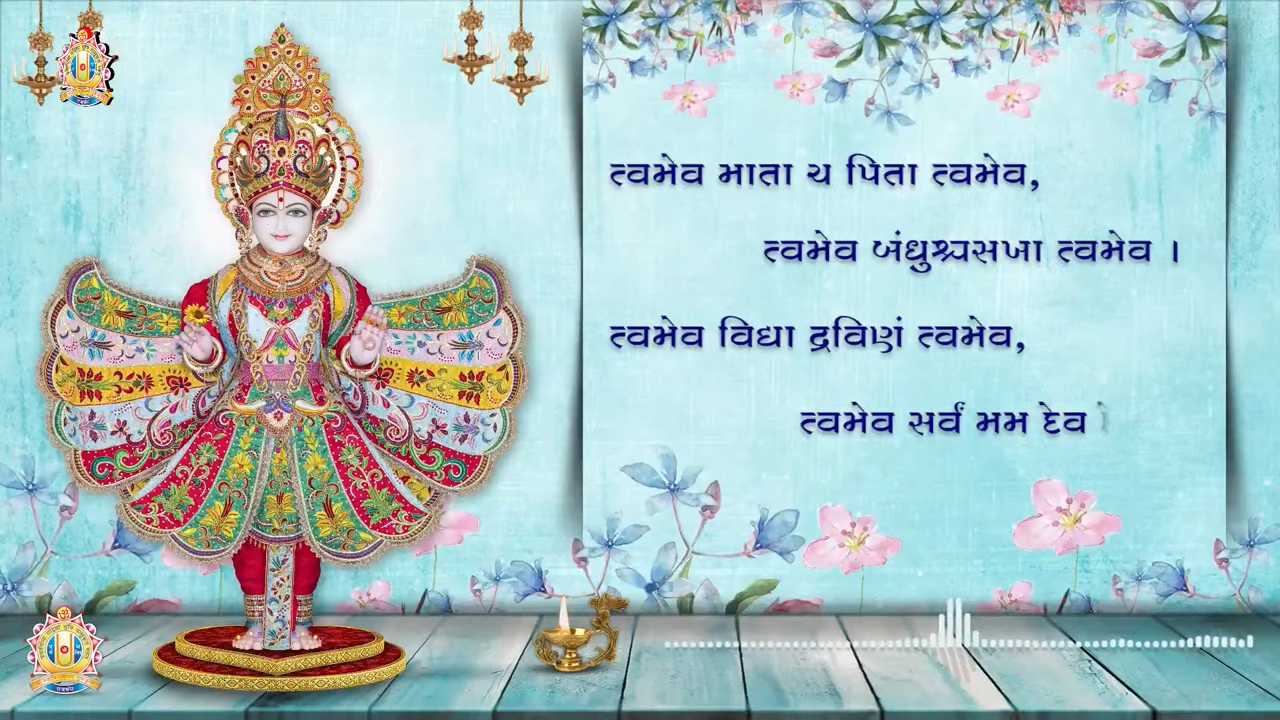 ત્વમેવ માતા ચ પિતા ત્વમેવ,
ત્વમેવ બંધુશ્ચસખા ત્વમેવ ।
ત્વમેવ વિધા દ્રવિણં ત્વમેવ,
ત્વમેવ સર્વં મમ દેવ